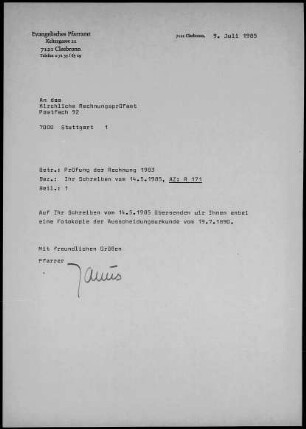 Evangelisches Pfarramt
7121 Cleebronn
7121 Cleebronn, 9. Juli 1985
An das
Kirchliche Rechnungsprüfamt
Postfach 92
7000 Stuttgart 1
Betr.: Prüfung der Rechnung 1983
Bez.: Ihr Schreiben vom 14.5.1985, AZ: R 171
Beil.: 1
Auf Ihr Schreiben vom 14.5.1985 übersenden wir Ihnen anbei
eine Fotokopie der Ausscheidungsurkunde vom 15.7.1890.
Mit freundlichen Grüßen
Pfarrer